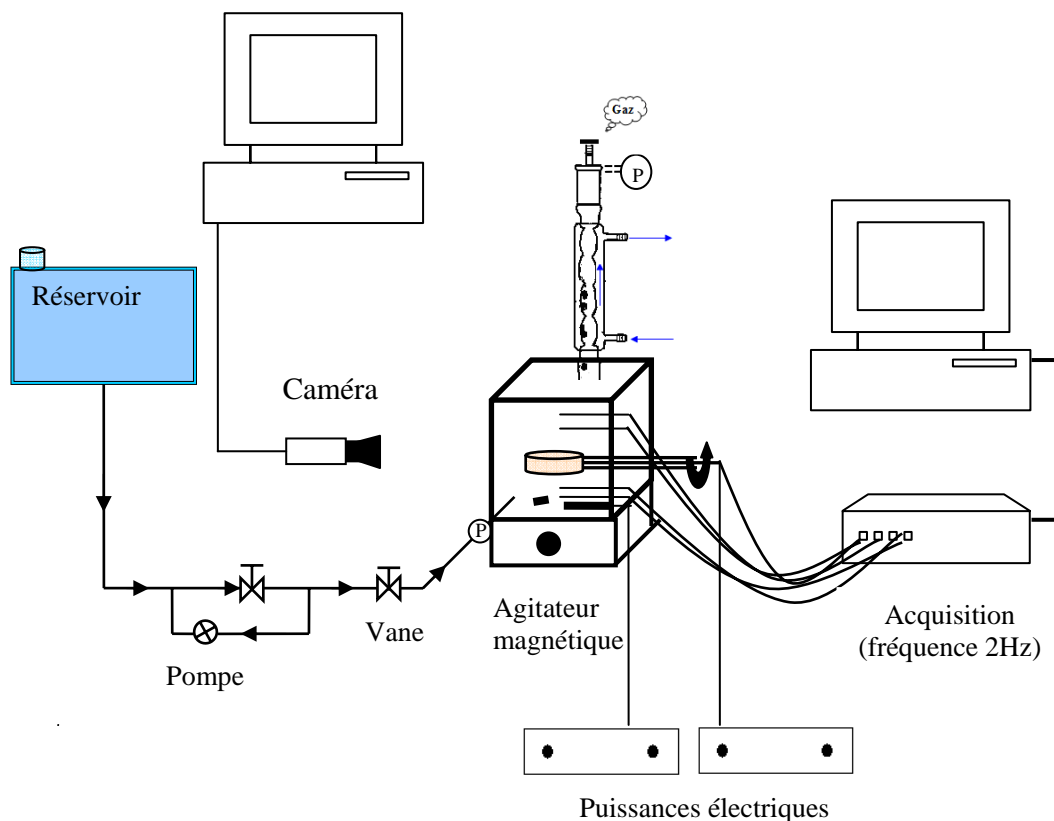 Gaz
P
Réservoir
Caméra
P
Agitateur
magnétique
Vane
Pompe
Acquisition
(fréquence 2Hz)
Puissances électriques